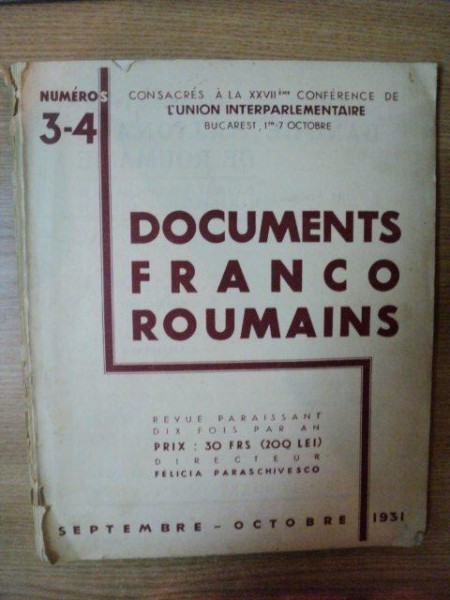 NUMÉROS
3-4
CONSACRÉS À LA XXVIIème CONFÉRENCE DE
L'UNION INTERPARLEMENTAIRE
BUCAREST, 1er-7 OCTOBRE
DOCUMENTS
FRANCO
ROUMAINS
REVUE PARAISSANT
DIX FOIS PAR AN
PRIX : 30 FRS (200 LEI)
DIRECTEUR
FELICIA PARASCHIVESCO
SEPTEMBRE - OCTOBRE 1931